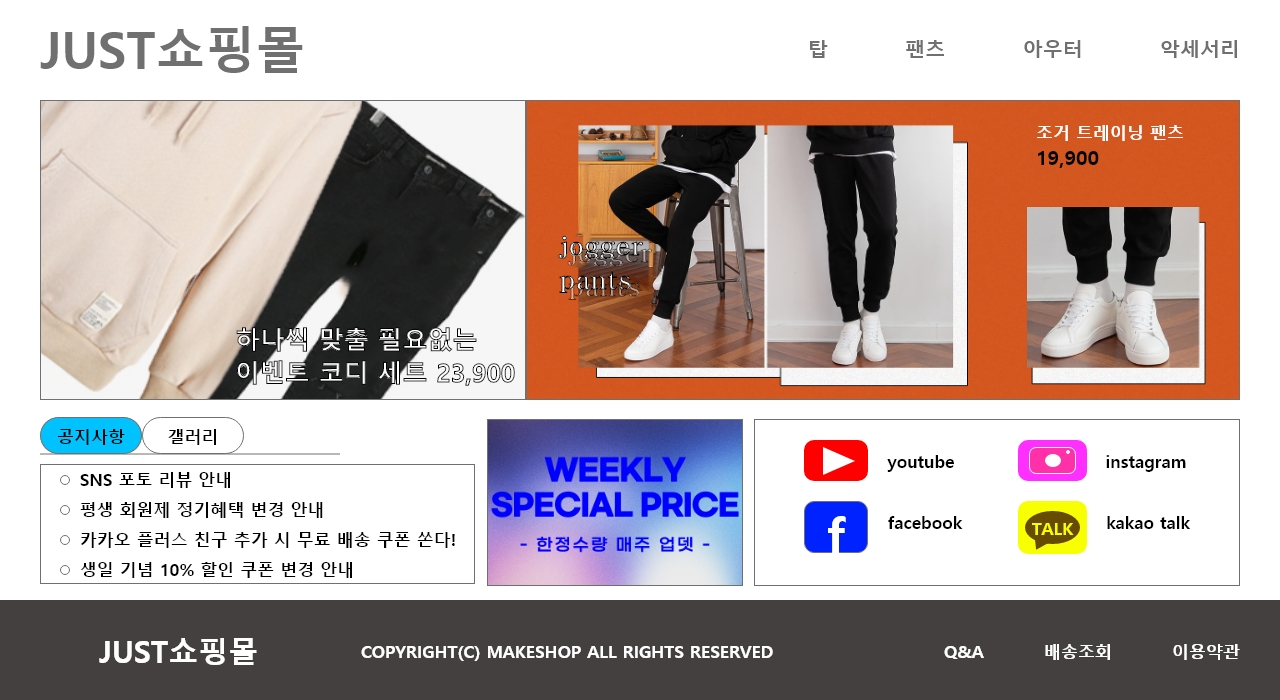 JUST쇼핑몰
탑 팬츠 아우터 악세서리
하나씩 맞출 필요없는
이벤트 코디 세트 23,900
jogger
pants
조거 트레이닝 팬츠
19,900
공지사항 갤러리
SNS 포토 리뷰 안내
평생 회원제 정기혜택 변경 안내
카카오 플러스 친구 추가 시 무료 배송 쿠폰 쏜다!
생일 기념 10% 할인 쿠폰 변경 안내
WEEKLY
SPECIAL PRICE
- 한정수량 매주 업뎃 -
youtube
instagram
facebook
TALK
kakao talk
JUST쇼핑몰
COPYRIGHT(C) MAKESHOP ALL RIGHTS RESERVED
Q&A 배송조회 이용약관